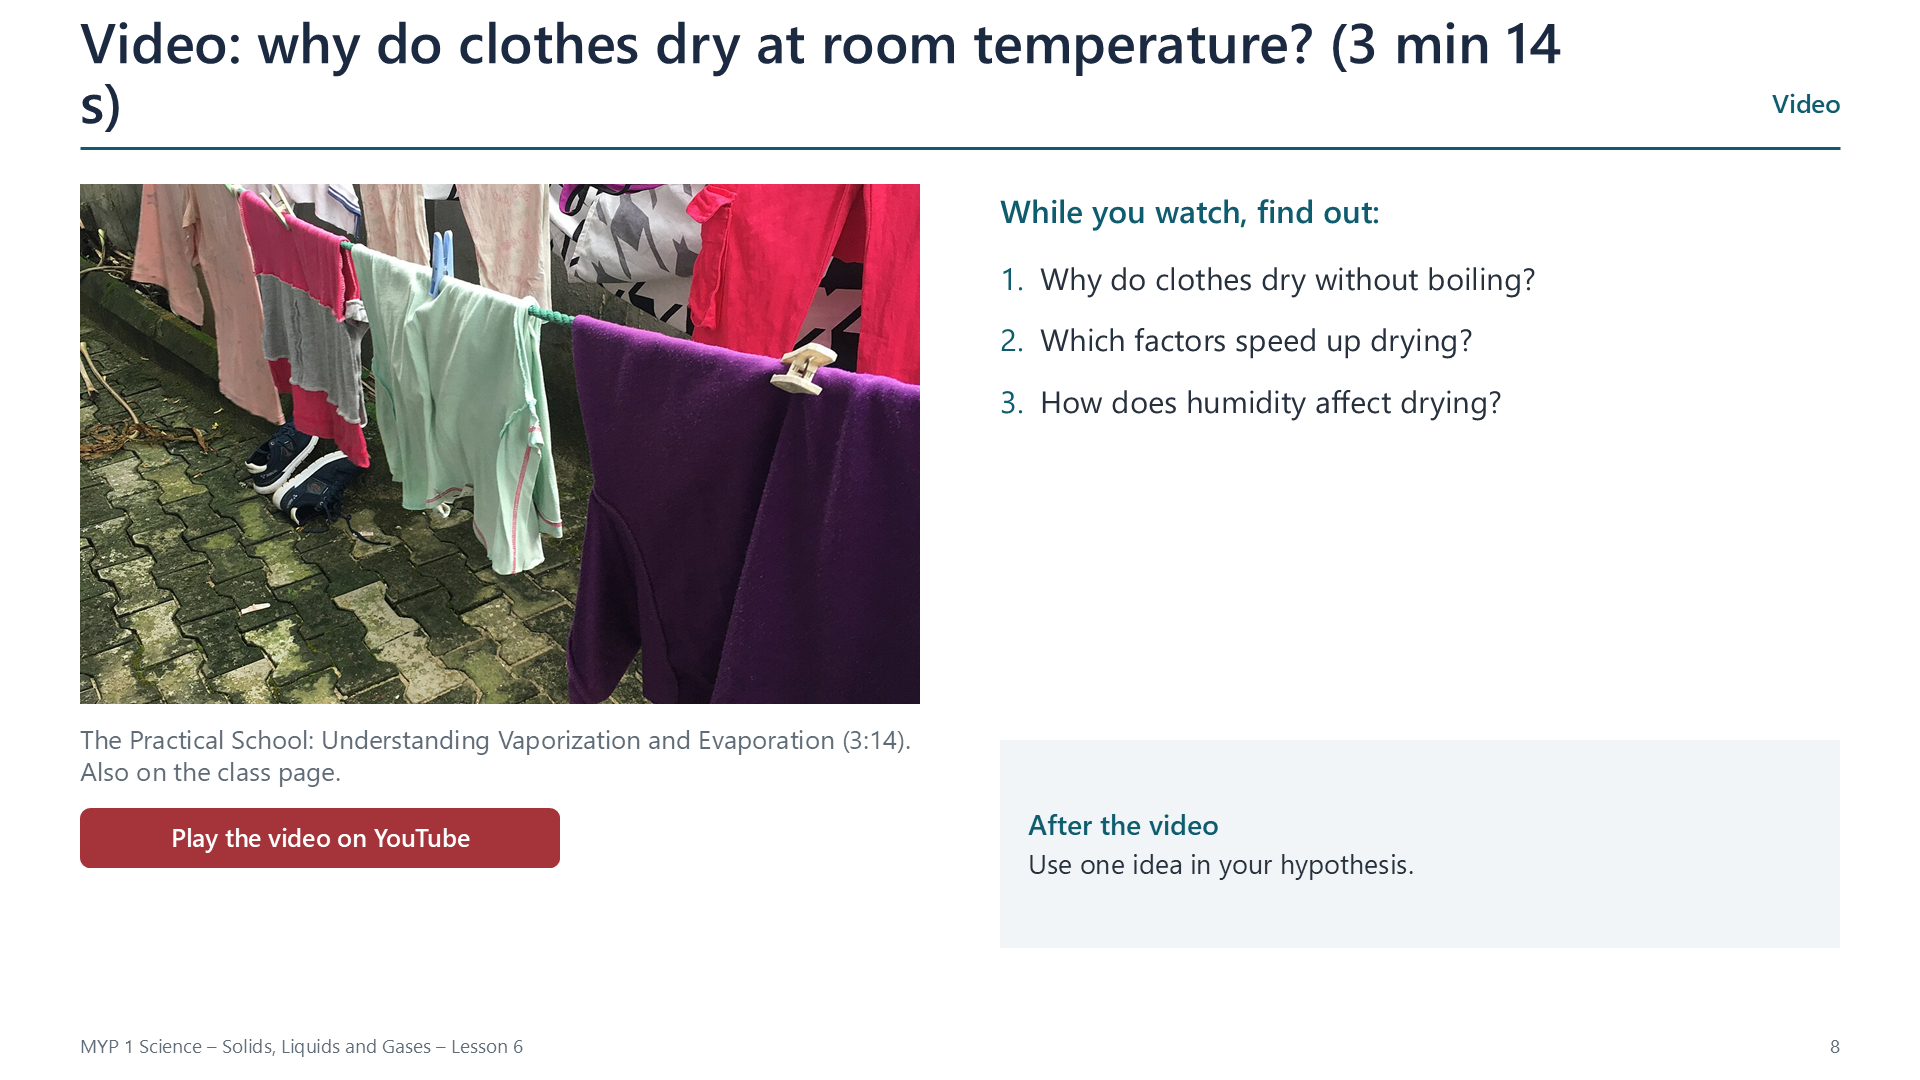 Video: why do clothes dry at room temperature? (3 min 14
s)
Video
While you watch, find out:
1. Why do clothes dry without boiling?
2. Which factors speed up drying?
3. How does humidity affect drying?
The Practical School: Understanding Vaporization and Evaporation (3:14).
Also on the class page.
Play the video on YouTube
After the video
Use one idea in your hypothesis.
MYP 1 Science – Solids, Liquids and Gases – Lesson 6
8